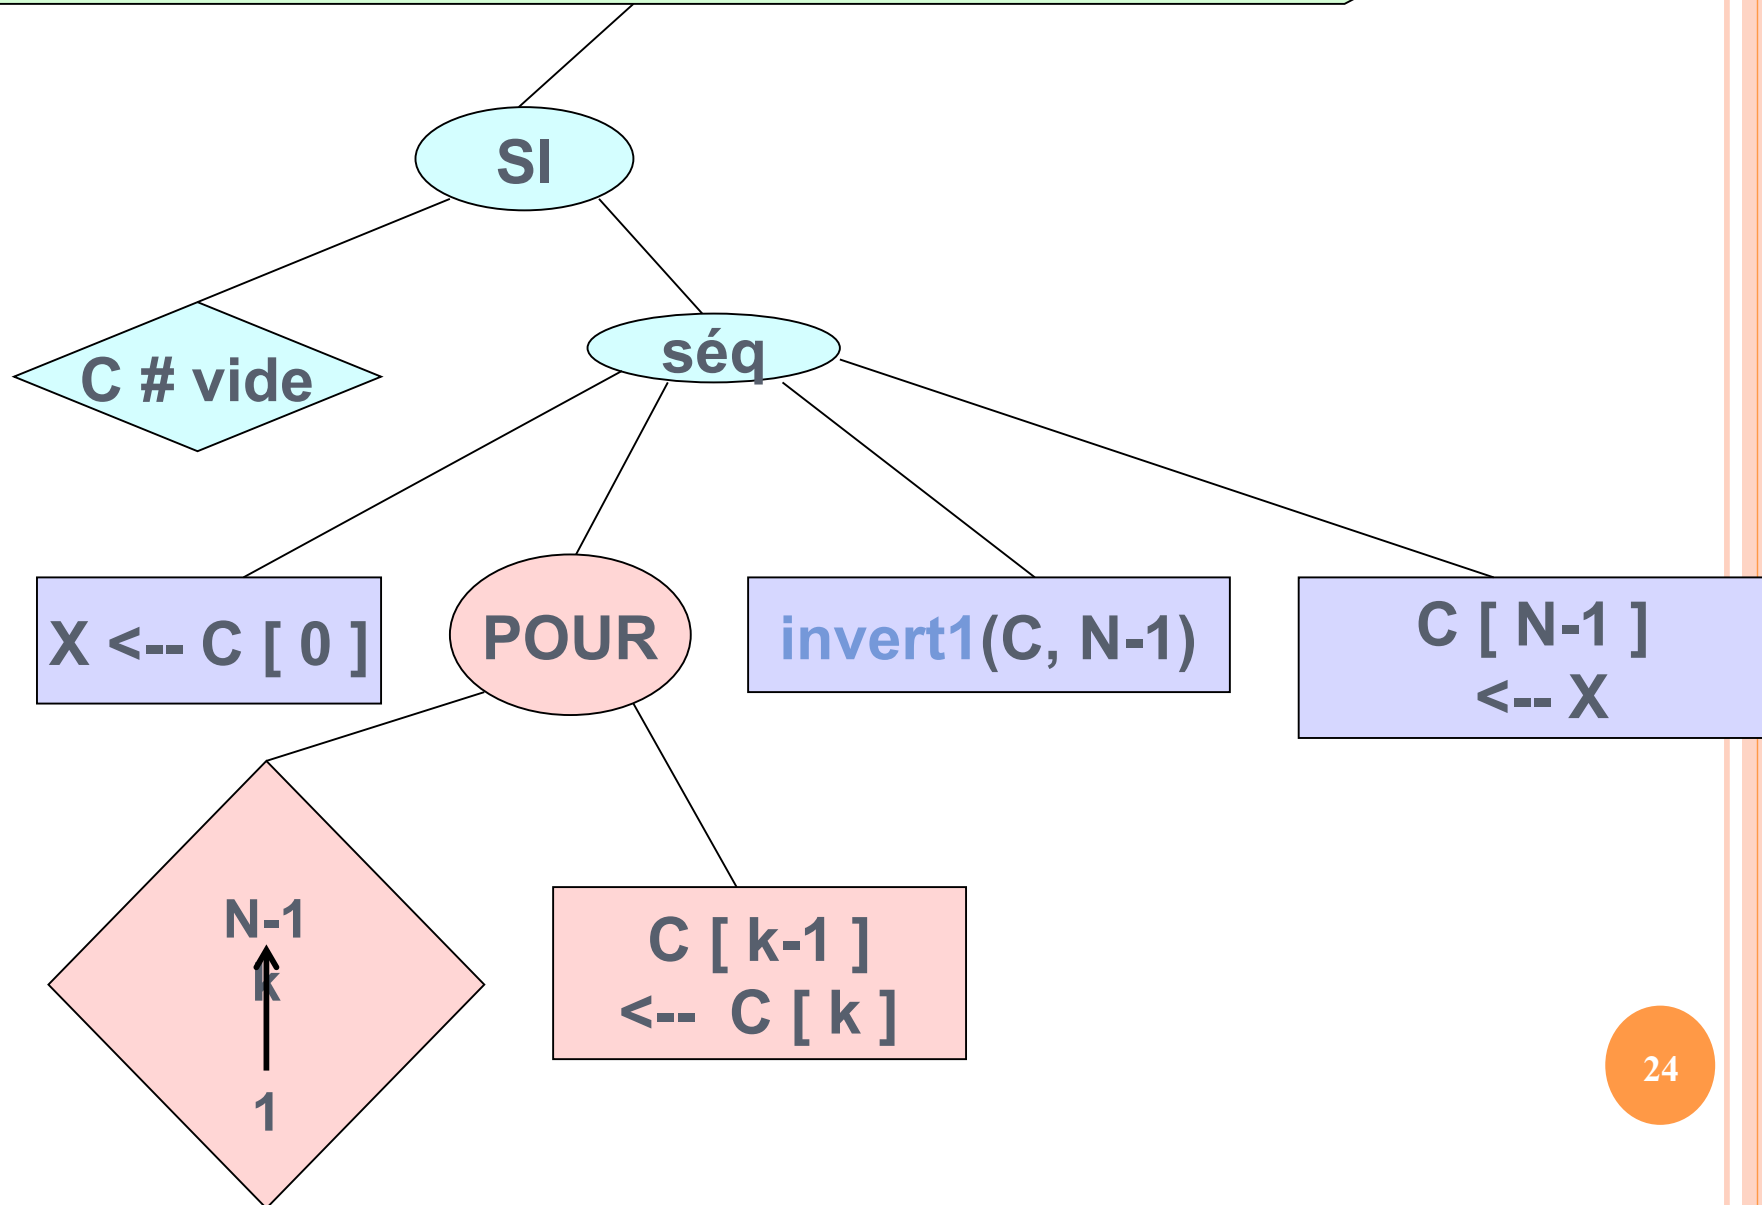 SI
C # vide
séq
X <-- C [ 0 ]
POUR
invert1(C, N-1)
C [ N-1 ]
<-- X
N-1
k
1
C [ k-1 ]
<-- C [ k ]
24